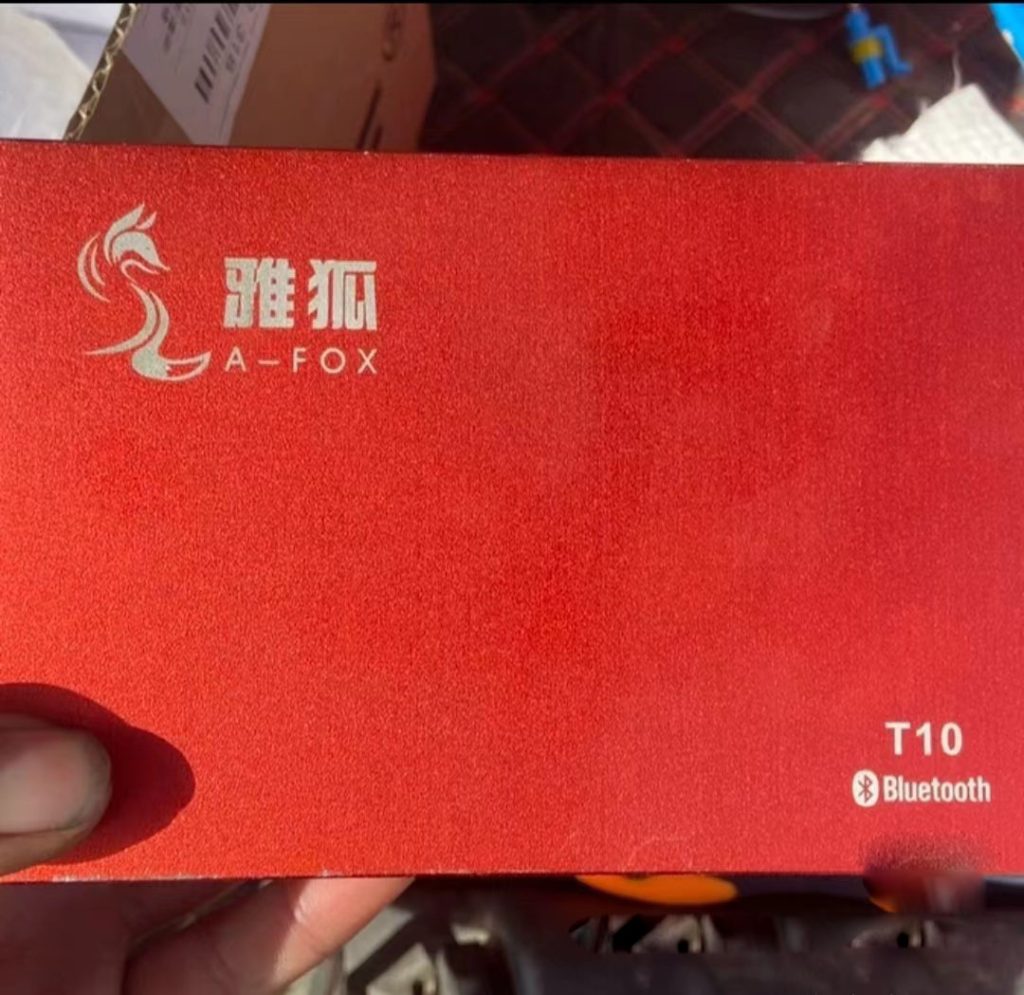 雅狐
A-FOX
T10
Bluetooth